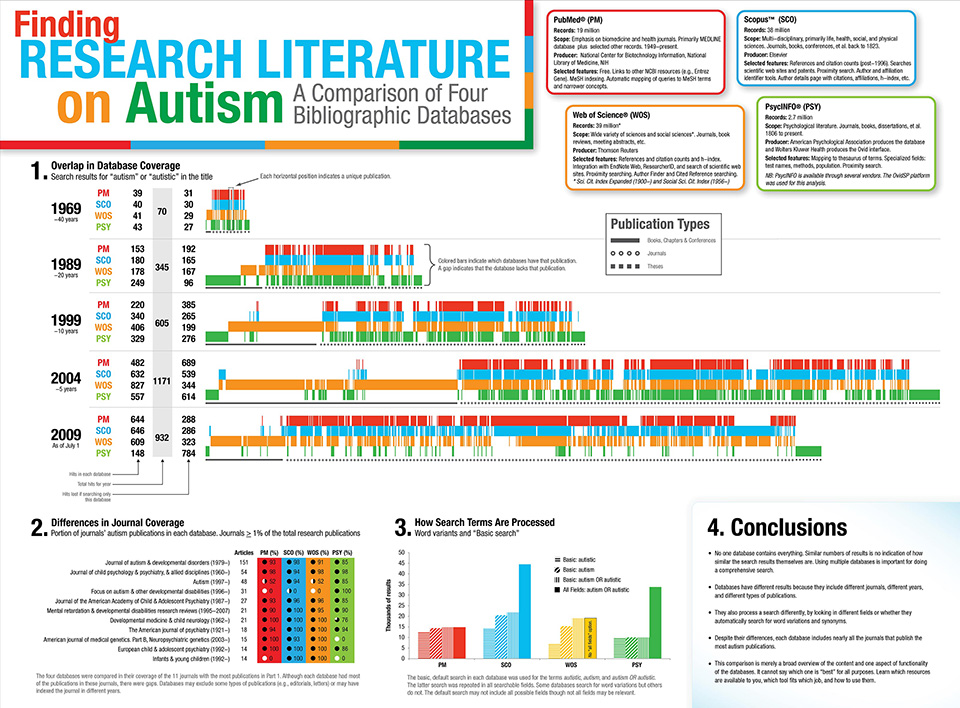 Finding
RESEARCH LITERATURE
on Autism
A Comparison of Four
Bibliographic Databases
PubMed® (PM)
Records: 19 million
Scope: Emphasis on biomedicine and health journals. Primarily MEDLINE
database plus selected other records. 1949–present.
Producer: National Center for Biotechnology Information, National
Library of Medicine, NIH
Selected features: Free. Links to other NCBI resources (e.g., Entrez
Gene), MeSH indexing. Automatic mapping of queries to MeSH terms
and narrower concepts.
Scopus™ (SCO)
Records: 38 million
Scope: Multi–disciplinary, primarily life, health, social, and physical
sciences. Journals, books, conferences, et al. back to 1823.
Producer: Elsevier
Selected features: References and citation counts (post–1996). Searches
scientific web sites and patents. Proximity search. Author and affiliation
identifier tools. Author details page with citations, affiliations, h–index, etc.
Web of Science® (WOS)
Records: 39 million*
Scope: Wide variety of sciences and social sciences*. Journals, book
reviews, meeting abstracts, etc.
Producer: Thomson Reuters
Selected features: References and citation counts and h–index.
Integration with EndNote Web, ResearcherID, and search of scientific web
sites. Proximity searching. Author Finder and Cited Reference searching.
* Sci. Cit. Index Expanded (1900–) and Social Sci. Cit. Index (1956–)
PsycINFO® (PSY)
Records: 2.7 million
Scope: Psychological literature. Journals, books, dissertations, et al.
1806 to present.
Producer: American Psychological Association produces the database
and Wolters Kluwer Health produces the Ovid interface.
Selected features: Mapping to thesaurus of terms. Specialized fields:
test names, methods, population. Proximity search.
NB: PsycINFO is available through several vendors. The OvidSP platform
was used for this analysis.
1. Overlap in Database Coverage
Search results for "autism" or "autistic" in the title
Each horizontal position indicates a unique publication.
1969
~40 years
PM 39 31
SCO 40 30
WOS 41 29
PSY 43 27
70
1989
~20 years
PM 153 192
SCO 180 165
WOS 178 167
PSY 249 96
345
Colored bars indicate which databases have that publication.
A gap indicates that the database lacks that publication.
Publication Types
Books, Chapters & Conferences
Journals
Theses
1999
~10 years
PM 220 385
SCO 340 265
WOS 406 199
PSY 329 276
605
2004
~5 years
PM 482 689
SCO 632 539
WOS 827 344
PSY 557 614
1171
2009
As of July 1
PM 644 288
SCO 646 286
WOS 609 323
PSY 148 784
932
Hits in each database
Total hits for year
Hits lost if searching only
this database
2. Differences in Journal Coverage
Portion of journals' autism publications in each database. Journals ≥ 1% of the total research publications
Articles PM (%) SCO (%) WOS (%) PSY (%)
Journal of autism & developmental disorders (1979–) 151 93 98 91 85
Journal of child psychology & psychiatry, & allied disciplines (1960–) 54 98 94 98 98
Autism (1997–) 48 52 94 52 85
Focus on autism & other developmental disabilities (1996–) 31 0 0 0 100
Journal of the American Academy of Child & Adolescent Psychiatry (1987–) 27 93 96 96 85
Mental retardation & developmental disabilities research reviews (1995–2007) 21 90 100 95 90
Developmental medicine & child neurology (1962–) 21 100 100 100 76
The American journal of psychiatry (1921–) 18 94 100 100 94
American journal of medical genetics. Part B, Neuropsychiatric genetics (2003–) 15 100 93 100 0
European child & adolescent psychiatry (1992–) 14 100 100 100 86
Infants & young children (1992–) 14 0 100 100 0
The four databases were compared in their coverage of the 11 journals with the most publications in Part 1. Although each database had most
of the publications in these journals, there were gaps. Databases may exclude some types of publications (e.g., editorials, letters) or may have
indexed the journal in different years.
3. How Search Terms Are Processed
Word variants and "Basic search"
Thousands of results
50
45
40
35
30
25
20
15
10
5
0
Basic: autistic
Basic: autism
Basic: autism OR autistic
All Fields: autism OR autistic
PM
SCO
WOS
PSY
The basic, default search in each database was used for the terms autistic, autism, and autism OR autistic.
The latter search was repeated in all searchable fields. Some databases search for word variations but others
do not. The default search may not include all possible fields though not all fields may be relevant.
4. Conclusions
• No one database contains everything. Similar numbers of results is no indication of how
similar the search results themselves are. Using multiple databases is important for doing
a comprehensive search.
• Databases have different results because they include different journals, different years,
and different types of publications.
• They also process a search differently, by looking in different fields or whether they
automatically search for word variations and synonyms.
• Despite their differences, each database includes nearly all the journals that publish the
most autism publications.
• This comparison is merely a broad overview of the content and one aspect of functionality
of the databases. It cannot say which one is "best" for all purposes. Learn which resources
are available to you, which tool fits which job, and how to use them.